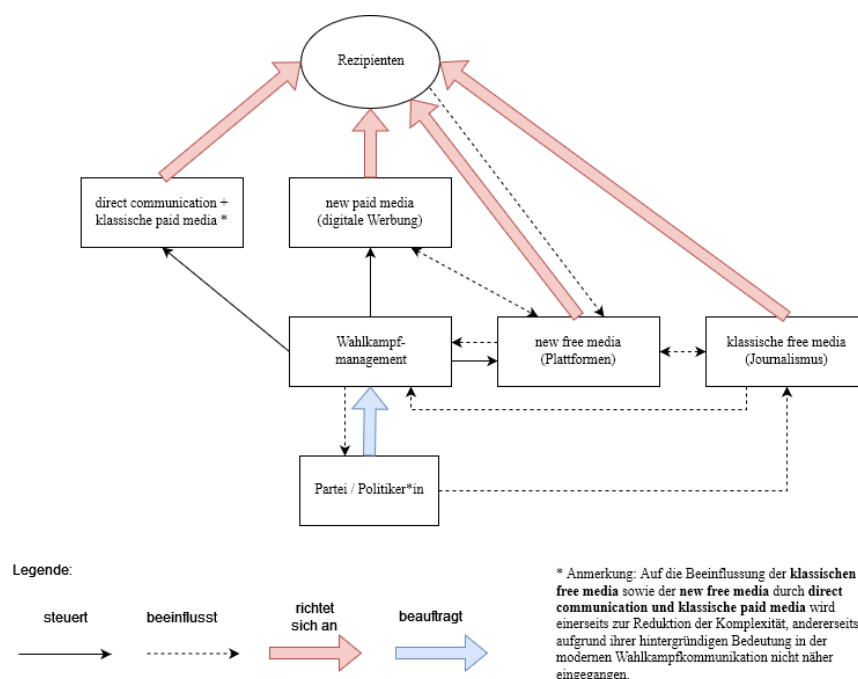 Rezipienten
direct communication +
klassische paid media *
new paid media
(digitale Werbung)
Wahlkampf-
management
new free media
(Plattformen)
klassische free media
(Journalismus)
Partei / Politiker*in
Legende:
steuert
beeinflusst
richtet
sich an
beauftragt
* Anmerkung: Auf die Beeinflussung der klassischen
free media sowie der new free media durch direct
communication und klassische paid media wird
einerseits zur Reduktion der Komplexität, andererseits
aufgrund ihrer hintergründigen Bedeutung in der
modernen Wahlkampfkommunikation nicht näher
eingegangen.